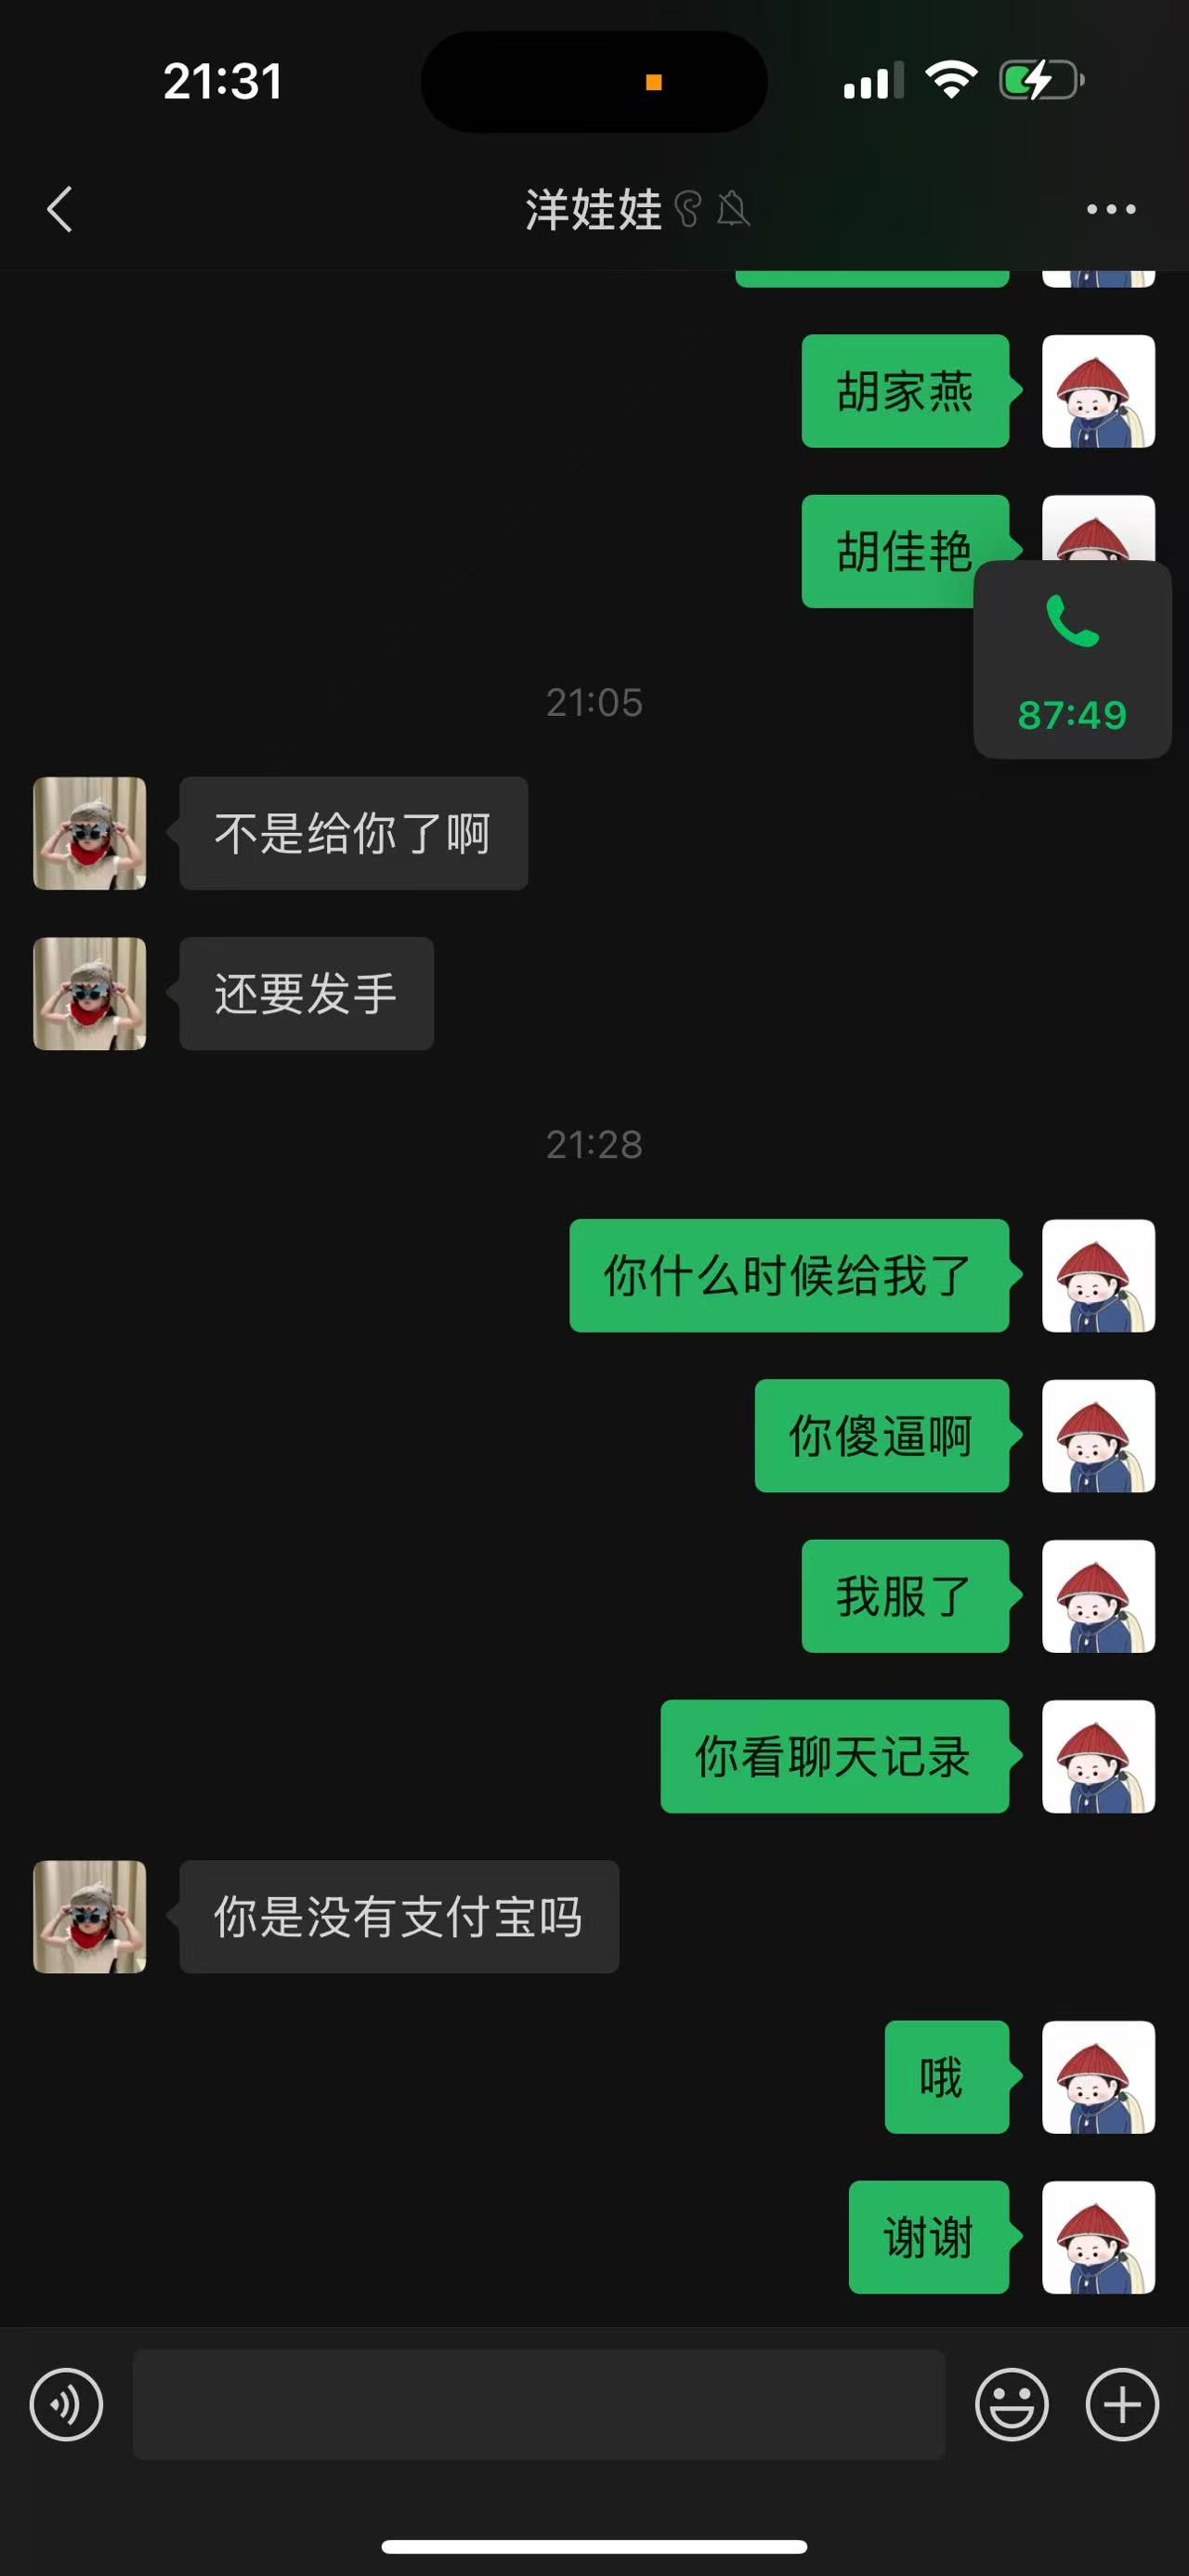 21:31
洋娃娃
胡家燕
胡佳艳
87:49
21:05
不是给你了啊
还要发手
21:28
你什么时候给我了
你傻逼啊
我服了
你看聊天记录
你是没有支付宝吗
哦
谢谢